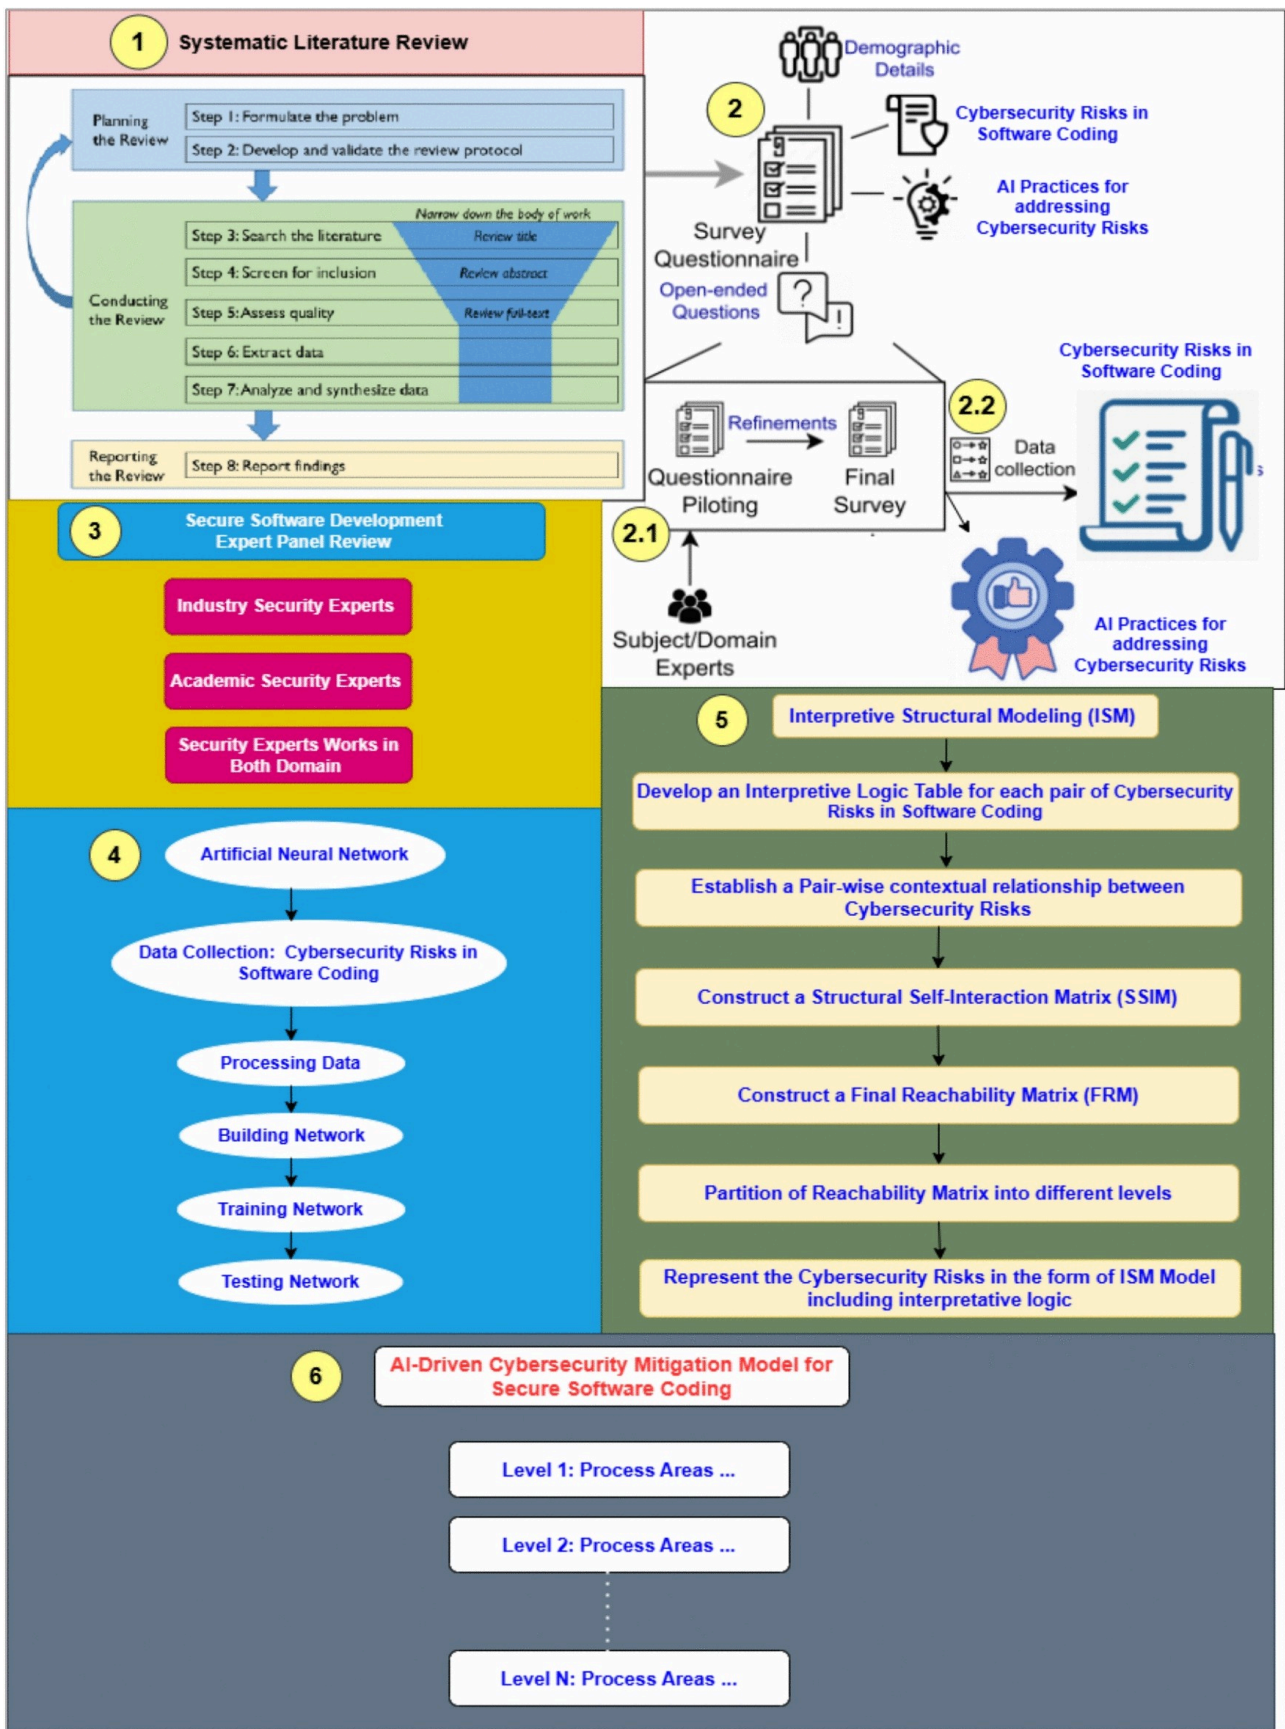 1
Systematic Literature Review
Planning
the Review
Step 1: Formulate the problem
Step 2: Develop and validate the review protocol
Conducting
the Review
Narrow down the body of work
Step 3: Search the literature
Review title
Step 4: Screen for inclusion
Review abstract
Step 5: Assess quality
Review full-text
Step 6: Extract data
Step 7: Analyze and synthesize data
Reporting
the Review
Step 8: Report findings
2
Demographic
Details
Cybersecurity Risks in
Software Coding
AI Practices for
addressing
Cybersecurity Risks
Survey
Questionnaire
Open-ended
Questions
?
!
2.1
Questionnaire
Piloting
Refinements
Final
Survey
Subject/Domain
Experts
2.2
Data
collection
Cybersecurity Risks in
Software Coding
s
AI Practices for
addressing
Cybersecurity Risks
3
Secure Software Development
Expert Panel Review
Industry Security Experts
Academic Security Experts
Security Experts Works in
Both Domain
4
Artificial Neural Network
Data Collection: Cybersecurity Risks in
Software Coding
Processing Data
Building Network
Training Network
Testing Network
5
Interpretive Structural Modeling (ISM)
Develop an Interpretive Logic Table for each pair of Cybersecurity
Risks in Software Coding
Establish a Pair-wise contextual relationship between
Cybersecurity Risks
Construct a Structural Self-Interaction Matrix (SSIM)
Construct a Final Reachability Matrix (FRM)
Partition of Reachability Matrix into different levels
Represent the Cybersecurity Risks in the form of ISM Model
including interpretative logic
6
AI-Driven Cybersecurity Mitigation Model for
Secure Software Coding
Level 1: Process Areas ...
Level 2: Process Areas ...
Level N: Process Areas ...